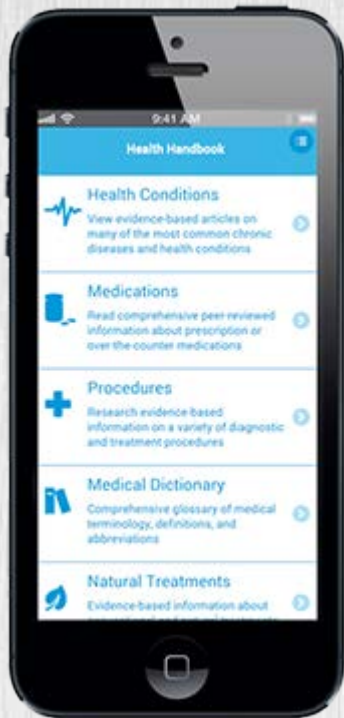 9:41 AM
Health Handbook
Health Conditions
View evidence-based articles on
many of the most common chronic
diseases and health conditions
Medications
Read comprehensive peer-reviewed
information about prescription or
over-the-counter medications
Procedures
Research evidence-based
information on a variety of diagnostic
and treatment procedures
Medical Dictionary
Comprehensive glossary of medical
terminology, definitions, and
abbreviations
Natural Treatments
Evidence-based information about